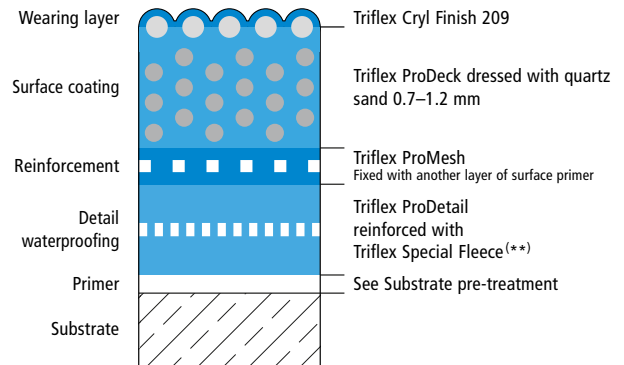 Wearing layer
Triflex Cryl Finish 209
Surface coating
Triflex ProDeck dressed with quartz
sand 0.7–1.2 mm
Reinforcement
Triflex ProMesh
Fixed with another layer of surface primer
Detail
waterproofing
Triflex ProDetail
reinforced with
Triflex Special Fleece(**)
Primer
See Substrate pre-treatment
Substrate